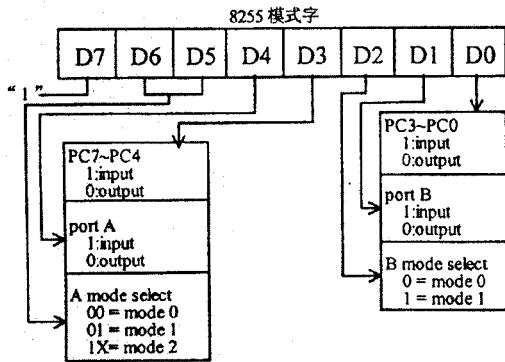 8255 模式字
D7 D6 D5 D4 D3 D2 D1 D0
“1”
PC7~PC4
1:input
0:output
port A
1:input
0:output
A mode select
00= mode 0
01= mode 1
1X= mode 2
PC3~PC0
1:input
0:output
port B
1:input
0:output
B mode select
0 = mode 0
1 = mode 1